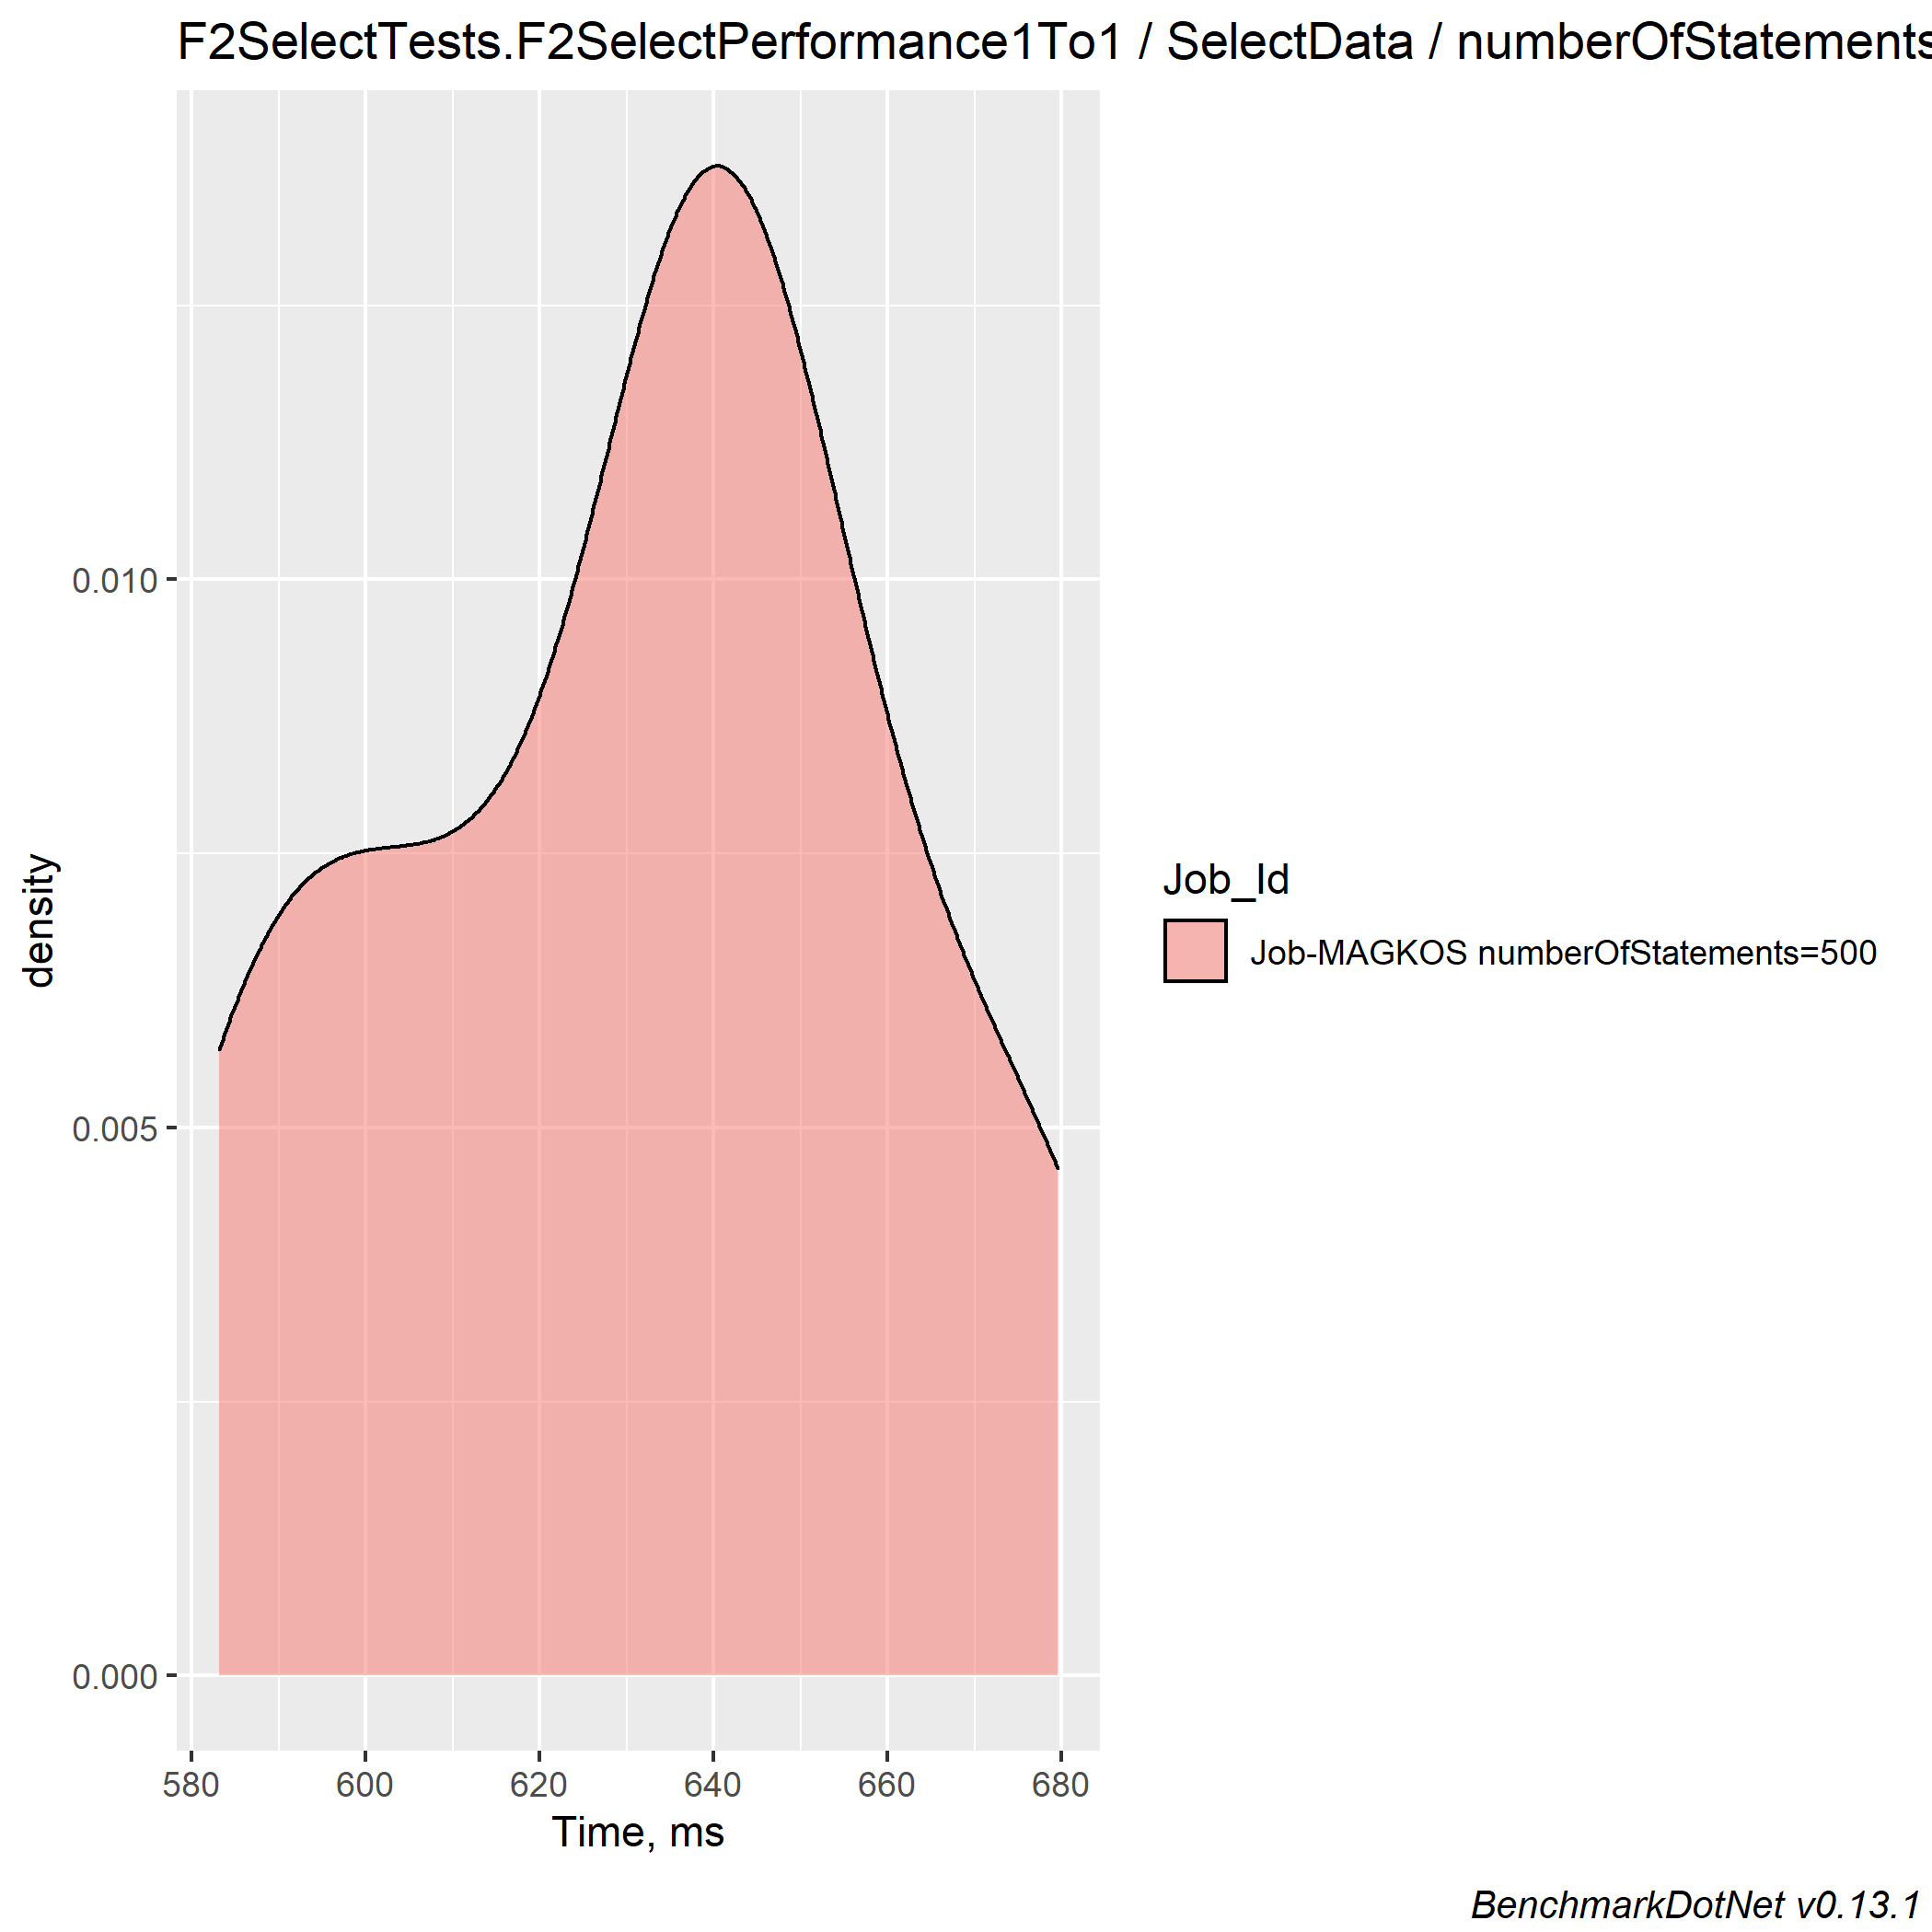 F2SelectTests.F2SelectPerformance1To1 / SelectData / numberOfStatements
density
0.010
0.005
0.000
580 600 620 640 660 680
Time, ms
Job_Id
Job-MAGKOS numberOfStatements=500
BenchmarkDotNet v0.13.1